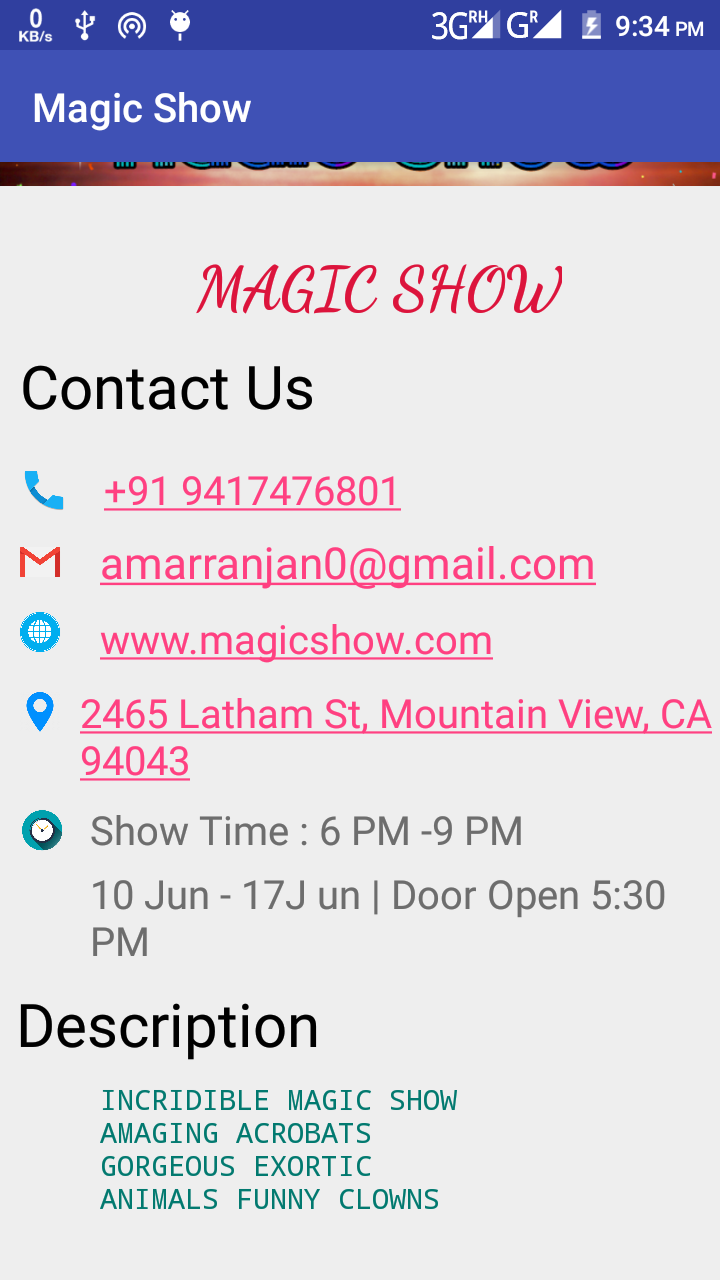 0
KB/s
3G RH G R 9:34 PM
Magic Show
MAGIC SHOW
Contact Us
+91 9417476801
amarranjan0@gmail.com
www.magicshow.com
2465 Latham St, Mountain View, CA
94043
Show Time : 6 PM -9 PM
10 Jun - 17J un | Door Open 5:30
PM
Description
INCRIDIBLE MAGIC SHOW
AMAGING ACROBATS
GORGEOUS EXORTIC
ANIMALS FUNNY CLOWNS